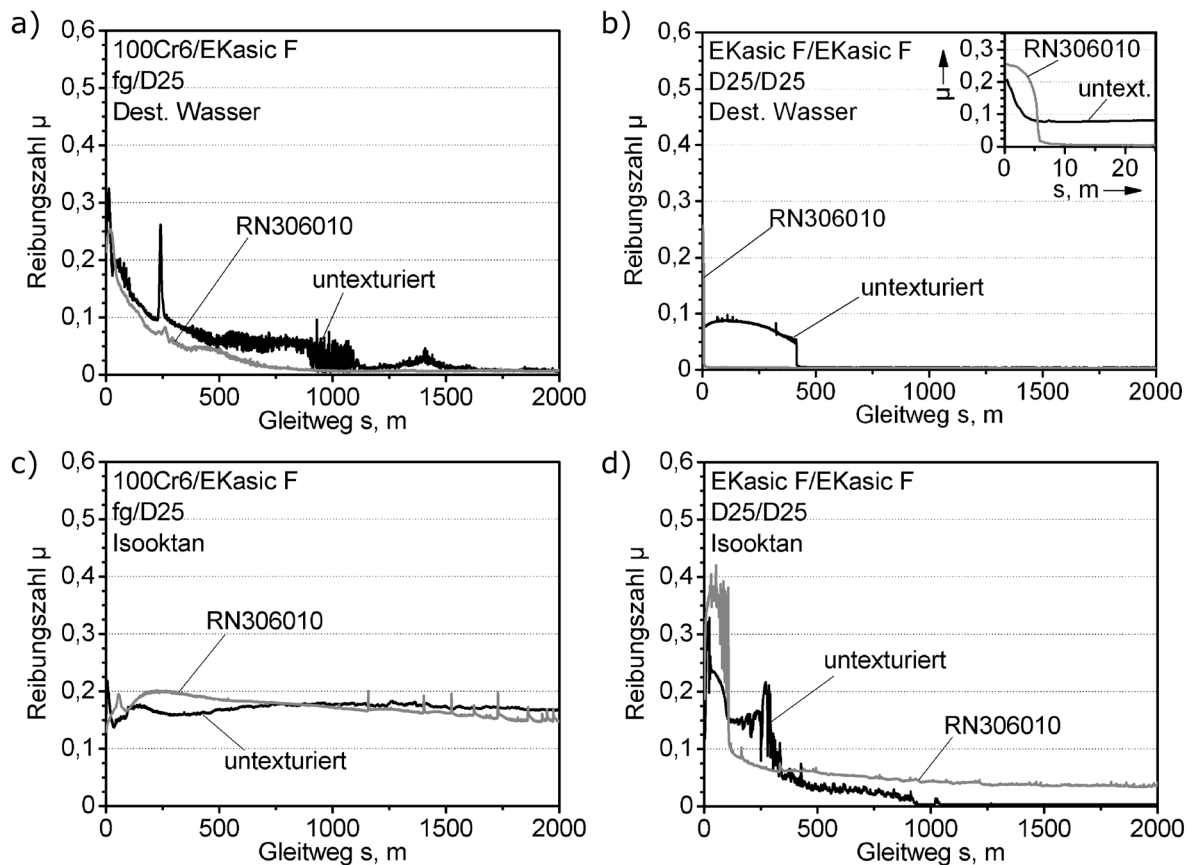 a)
Reibungszahl µ
0,6
0,5
0,4
0,3
0,2
0,1
0
100Cr6/EKasic F
fg/D25
Dest. Wasser
RN306010
untexturiert
0 500 1000 1500 2000
Gleitweg s, m
b)
Reibungszahl µ
0,6
0,5
0,4
0,3
0,2
0,1
0
EKasic F/EKasic F
D25/D25
Dest. Wasser
µ
0,3
0,2
0,1
0
RN306010
untext.
0 10 20
s, m
RN306010
untexturiert
0 500 1000 1500 2000
Gleitweg s, m
c)
Reibungszahl µ
0,6
0,5
0,4
0,3
0,2
0,1
0
100Cr6/EKasic F
fg/D25
Isooktan
RN306010
untexturiert
0 500 1000 1500 2000
Gleitweg s, m
d)
Reibungszahl µ
0,6
0,5
0,4
0,3
0,2
0,1
0
EKasic F/EKasic F
D25/D25
Isooktan
untexturiert
RN306010
0 500 1000 1500 2000
Gleitweg s, m